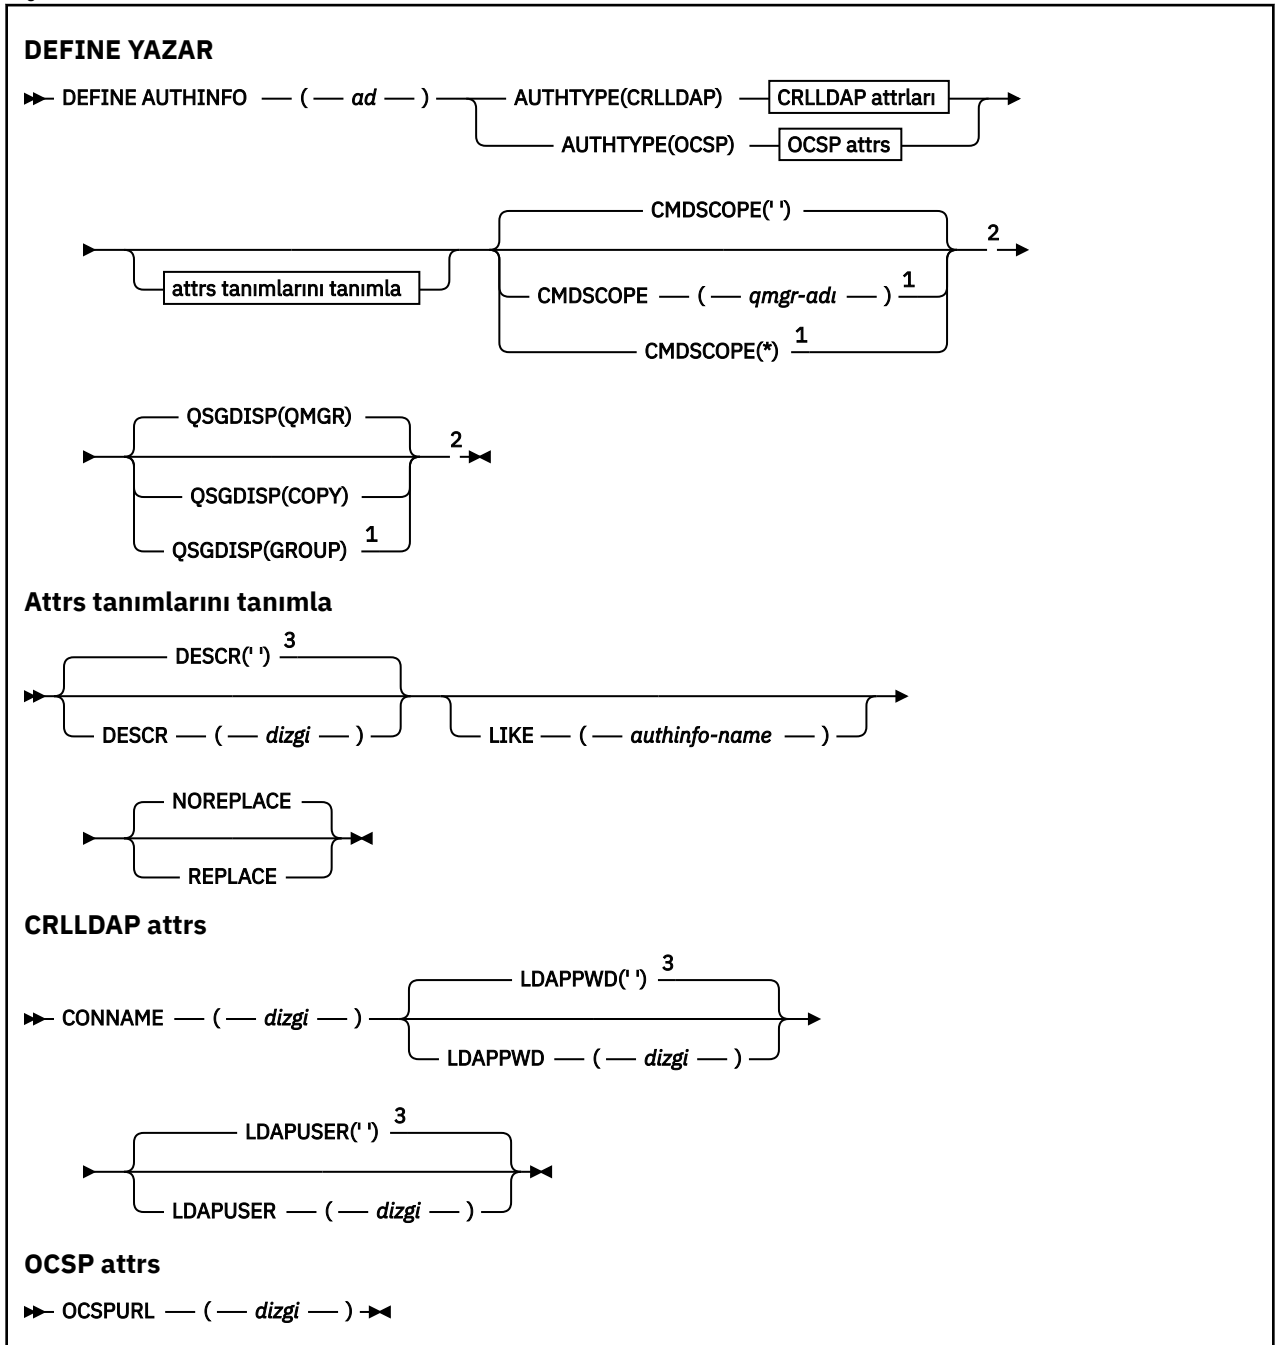 DEFINE YAZAR
DEFINE AUTHINFO ( ad ) AUTHTYPE(CRLLDAP) CRLLDAP attrları
AUTHTYPE(OCSP) OCSP attrs
CMDSCOPE(' ')
2
attrs tanımlarını tanımla
CMDSCOPE ( qmgr-adı ) 1
CMDSCOPE(*) 1
QSGDISP(QMGR)
2
QSGDISP(COPY)
QSGDISP(GROUP) 1
Attrs tanımlarını tanımla
DESCR(' ') 3
DESCR ( dizgi ) LIKE ( authinfo-name )
NOREPLACE
REPLACE
CRLLDAP attrs
LDAPPWD(' ') 3
CONNAME ( dizgi )
LDAPPWD ( dizgi )
LDAPUSER(' ') 3
LDAPUSER ( dizgi )
OCSP attrs
OCSPURL ( dizgi )